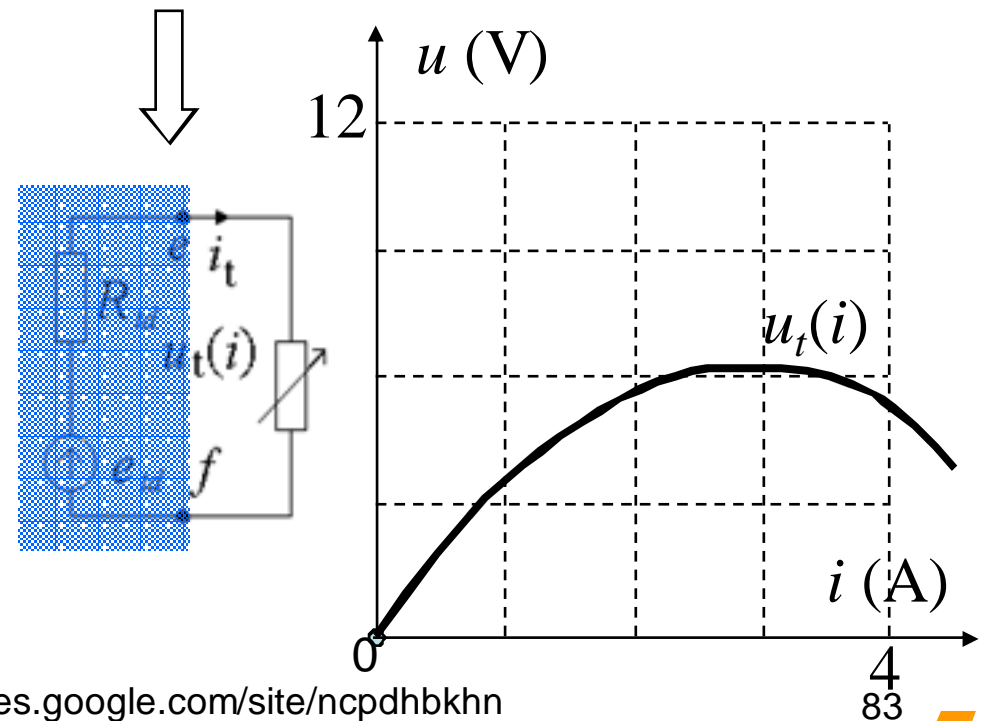 u (V)
12
e
i_t
R_td
u_t(i)
u_t(i)
e_td
f
i (A)
0
4
es.google.com/site/ncpdhbkhn
83